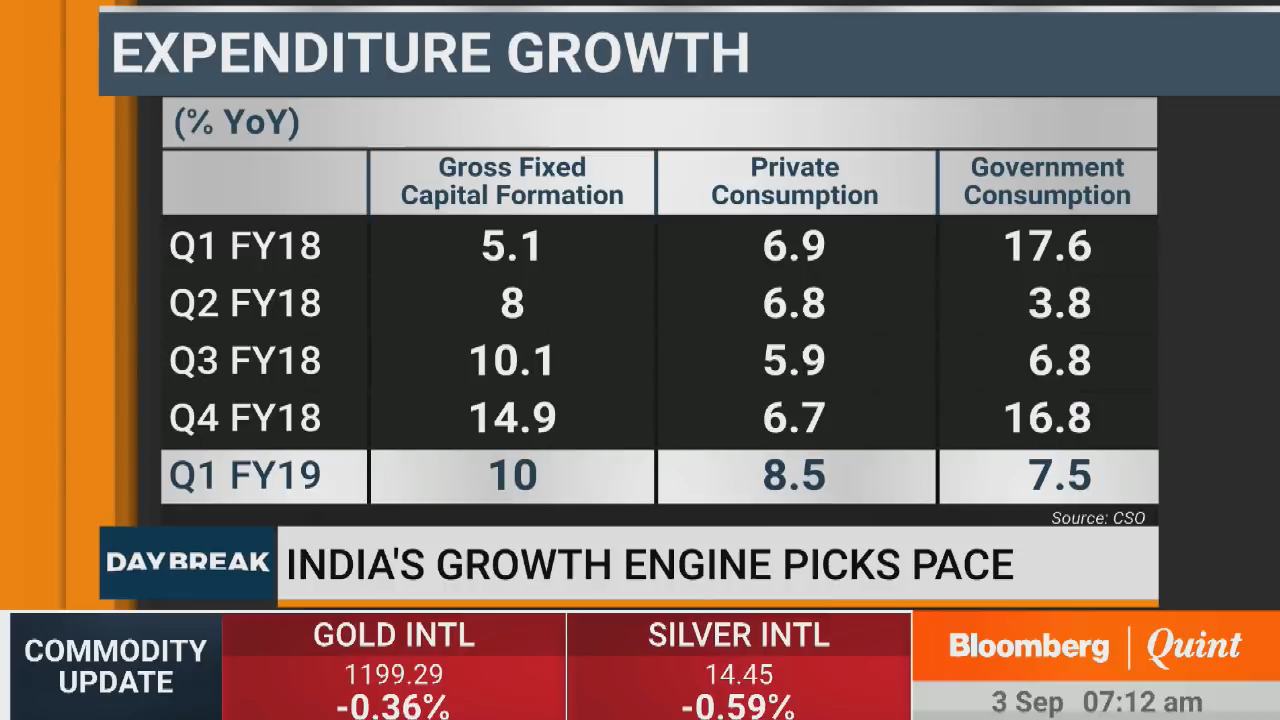 EXPENDITURE GROWTH
(% YoY)
Gross Fixed Capital Formation Private Consumption Government Consumption
Q1 FY18 5.1 6.9 17.6
Q2 FY18 8 6.8 3.8
Q3 FY18 10.1 5.9 6.8
Q4 FY18 14.9 6.7 16.8
Q1 FY19 10 8.5 7.5
Source: CSO
DAYBREAK INDIA'S GROWTH ENGINE PICKS PACE
COMMODITY UPDATE
GOLD INTL
1199.29
-0.36%
SILVER INTL
14.45
-0.59%
Bloomberg | Quint
3 Sep 07:12 am